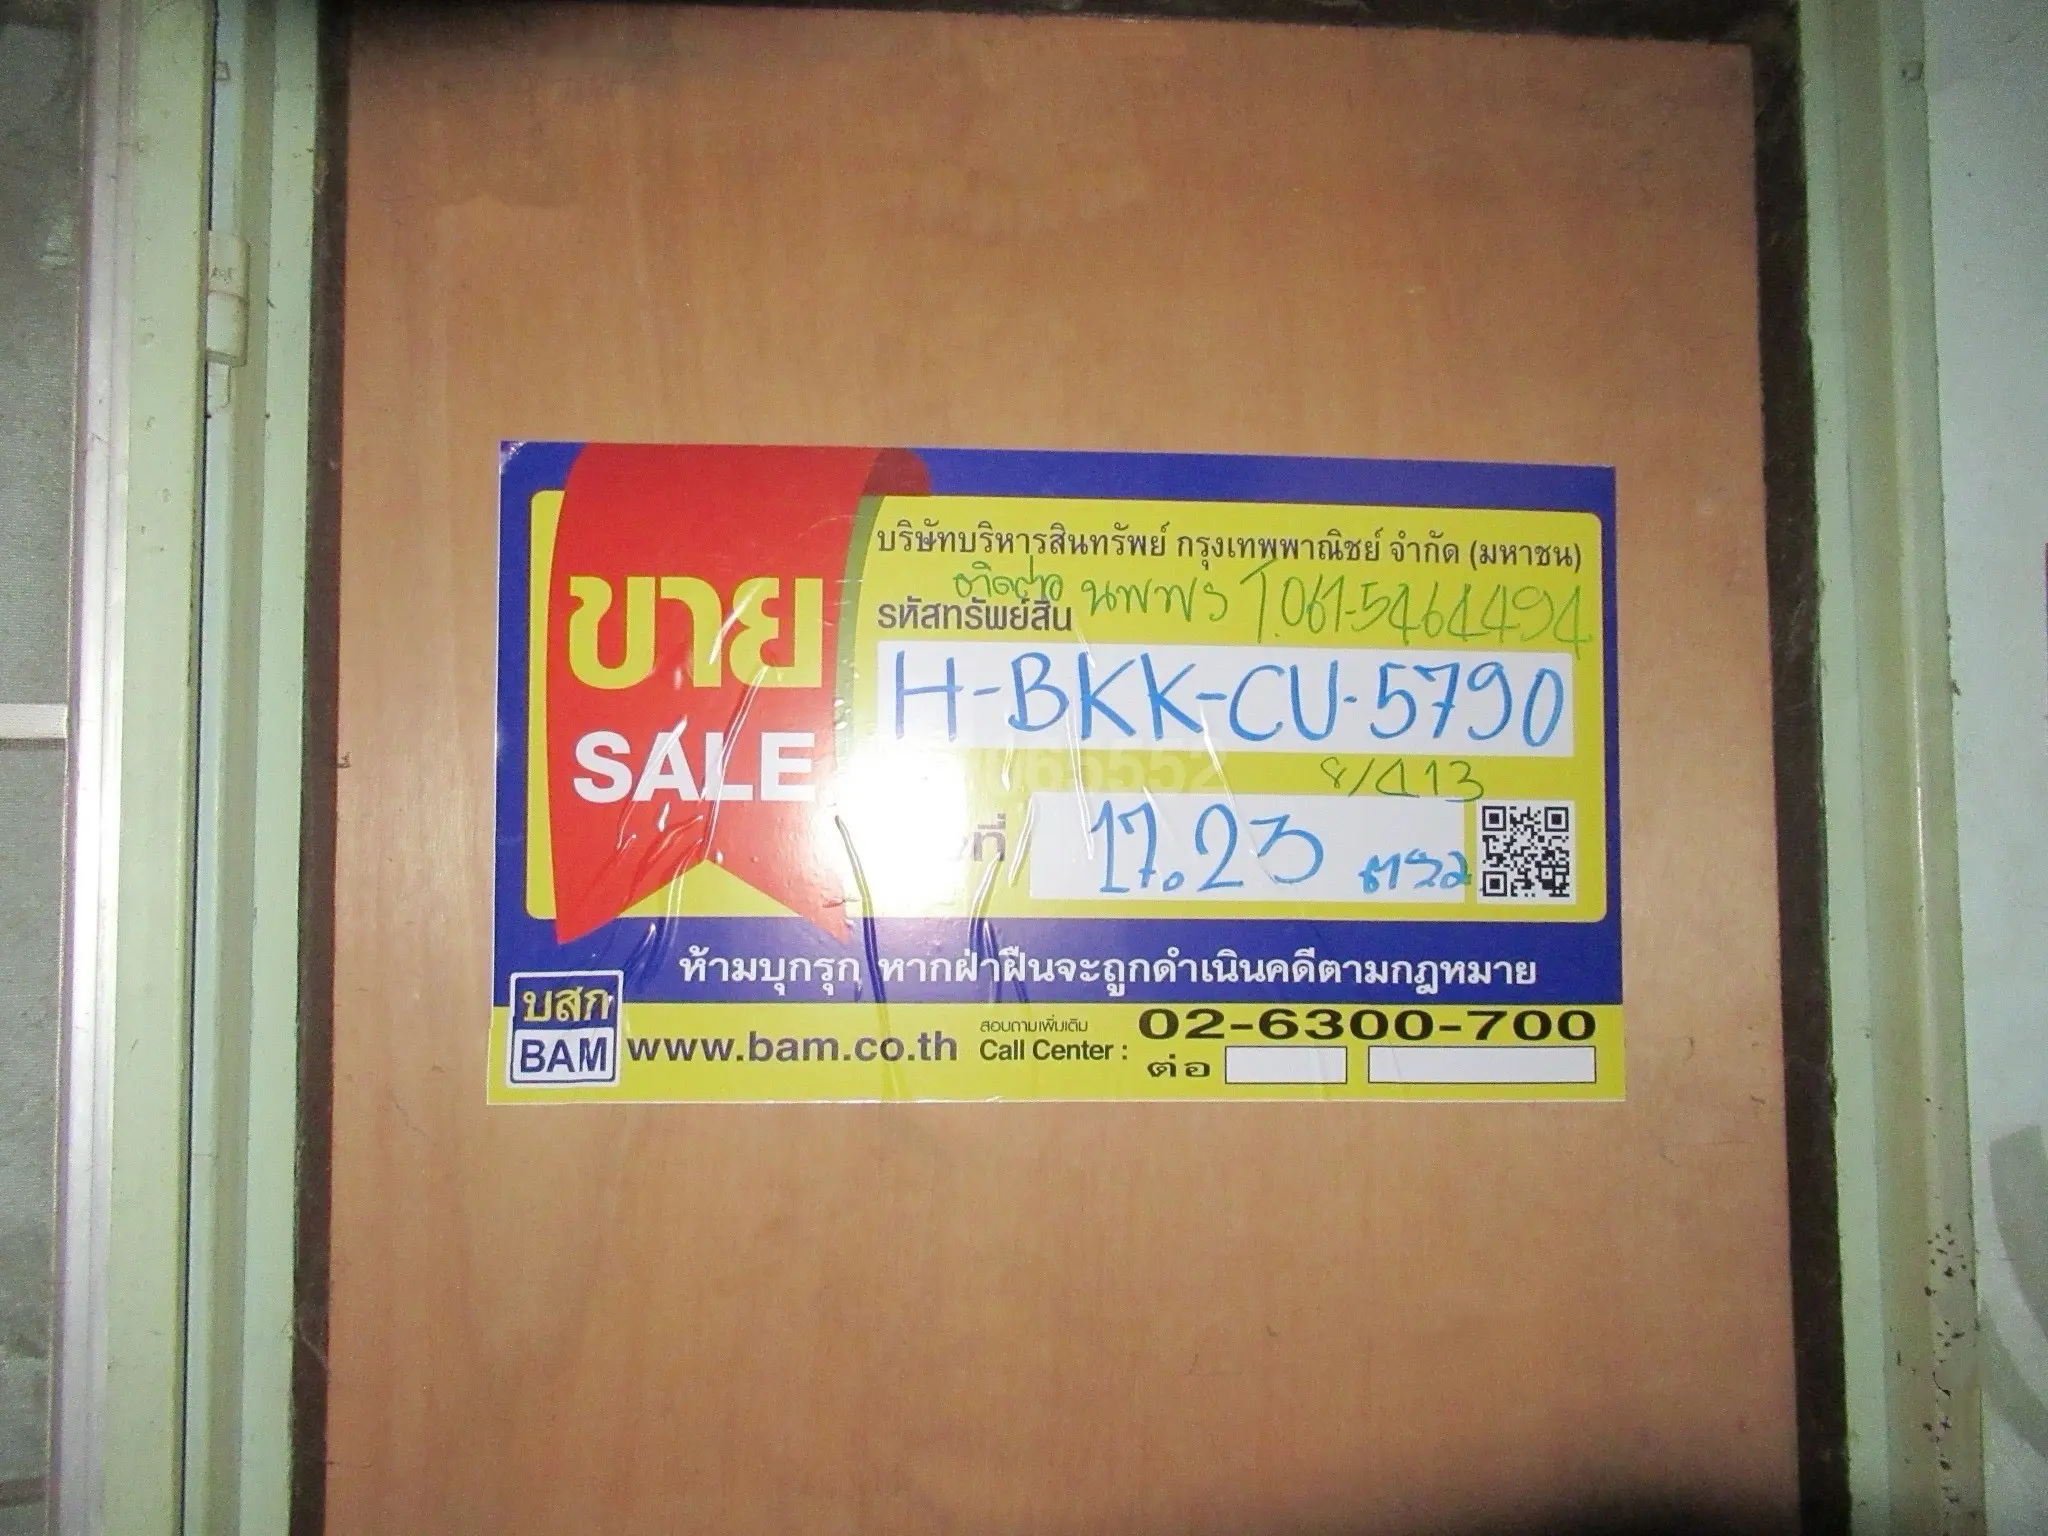 ขาย
SALE
บริษัทบริหารสินทรัพย์ กรุงเทพพาณิชย์ จำกัด (มหาชน)
ติดต่อ นพพร T.061-5464494
รหัสทรัพย์สิน
H-BKK-CU-5790
8/413
ที่ 17.23 ตรว
ห้ามบุกรุก หากฝ่าฝืนจะถูกดำเนินคดีตามกฎหมาย
บสก
BAM
www.bam.co.th
สอบถามเพิ่มเติม
Call Center : 02-6300-700
ต่อ